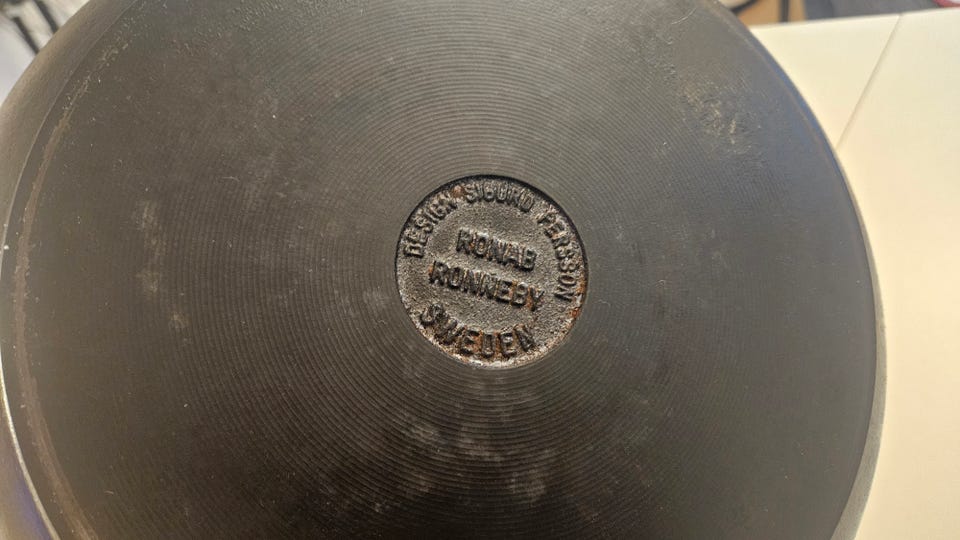 DESIGN SIGURD PERSSON
RONAB
RONNEBY
SWEDEN